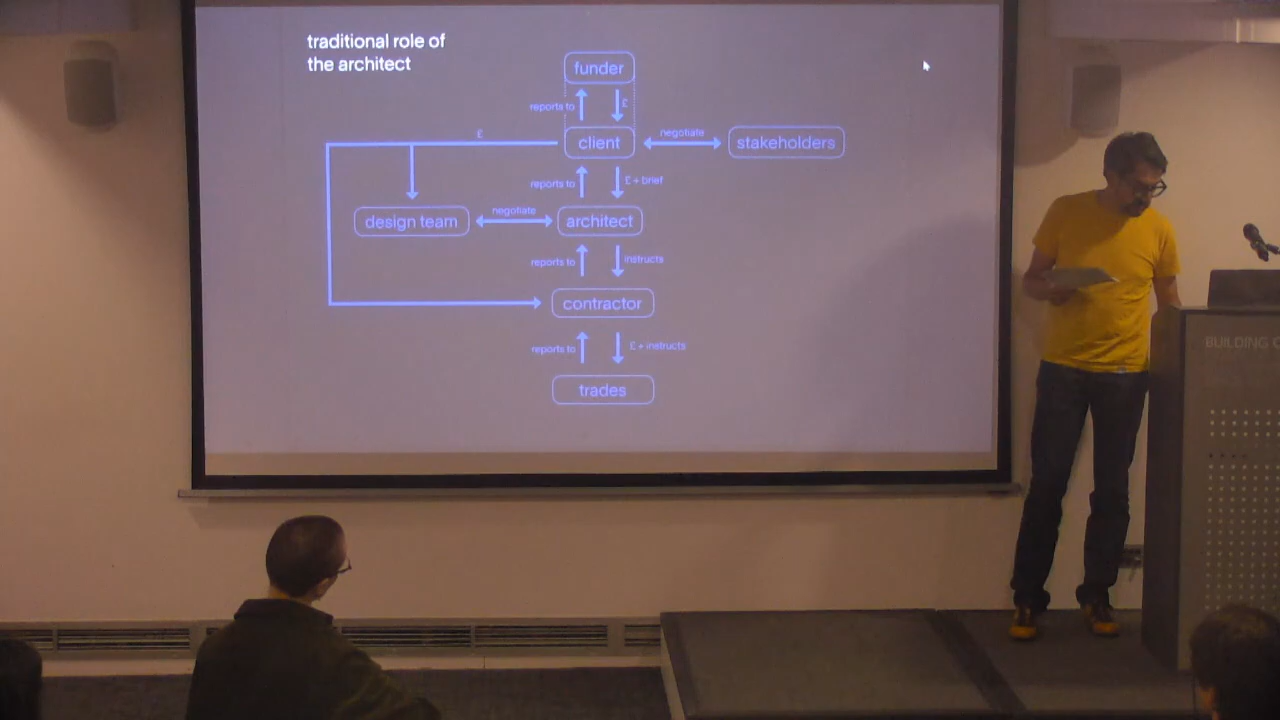 traditional role of
the architect
funder
reports to
£
client
negotiate
stakeholders
£
reports to
£ + brief
design team
negotiate
architect
reports to
instructs
contractor
reports to
£ + instructs
trades
BUILDING